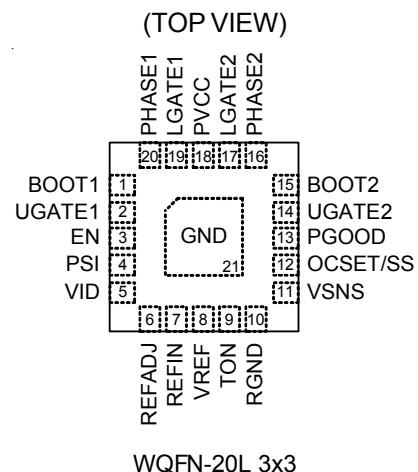 (TOP VIEW)
PHASE1
LGATE1
PVCC
LGATE2
PHASE2
20 19 18 17 16
BOOT1 1
UGATE1 2
EN 3
PSI 4
VID 5
GND
21
15 BOOT2
14 UGATE2
13 PGOOD
12 OCSET/SS
11 VSNS
6 7 8 9 10
REFADJ
REFIN
VREF
TON
RGND
WQFN-20L 3x3